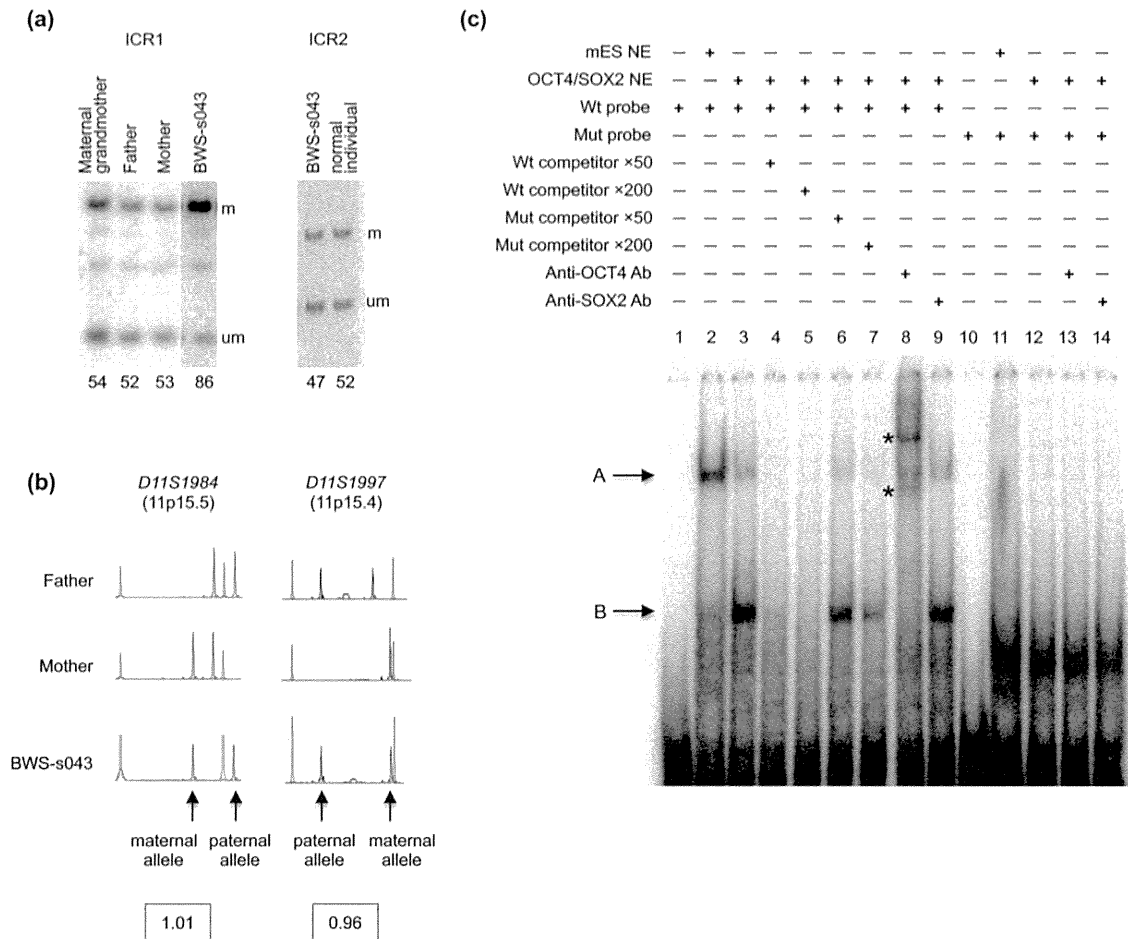 (a)
ICR1
ICR2
Maternal grandmother
Father
Mother
BWS-s043
BWS-s043
normal individual
m
um
m
um
54 52 53 86
47 52
(b)
D11S1984
(11p15.5)
D11S1997
(11p15.4)
Father
Mother
BWS-s043
maternal allele
paternal allele
paternal allele
maternal allele
1.01
0.96
(c)
mES NE − + − − − − − − − − + − − −
OCT4/SOX2 NE − − + + + + + + + − − + + +
Wt probe + + + + + + + + + − − − − −
Mut probe − − − − − − − − − + + + + +
Wt competitor ×50 − − − + − − − − − − − − − −
Wt competitor ×200 − − − − + − − − − − − − − −
Mut competitor ×50 − − − − − + − − − − − − − −
Mut competitor ×200 − − − − − − + − − − − − − −
Anti-OCT4 Ab − − − − − − − + − − − − + −
Anti-SOX2 Ab − − − − − − − − + − − − − +
1 2 3 4 5 6 7 8 9 10 11 12 13 14
*
A
*
B